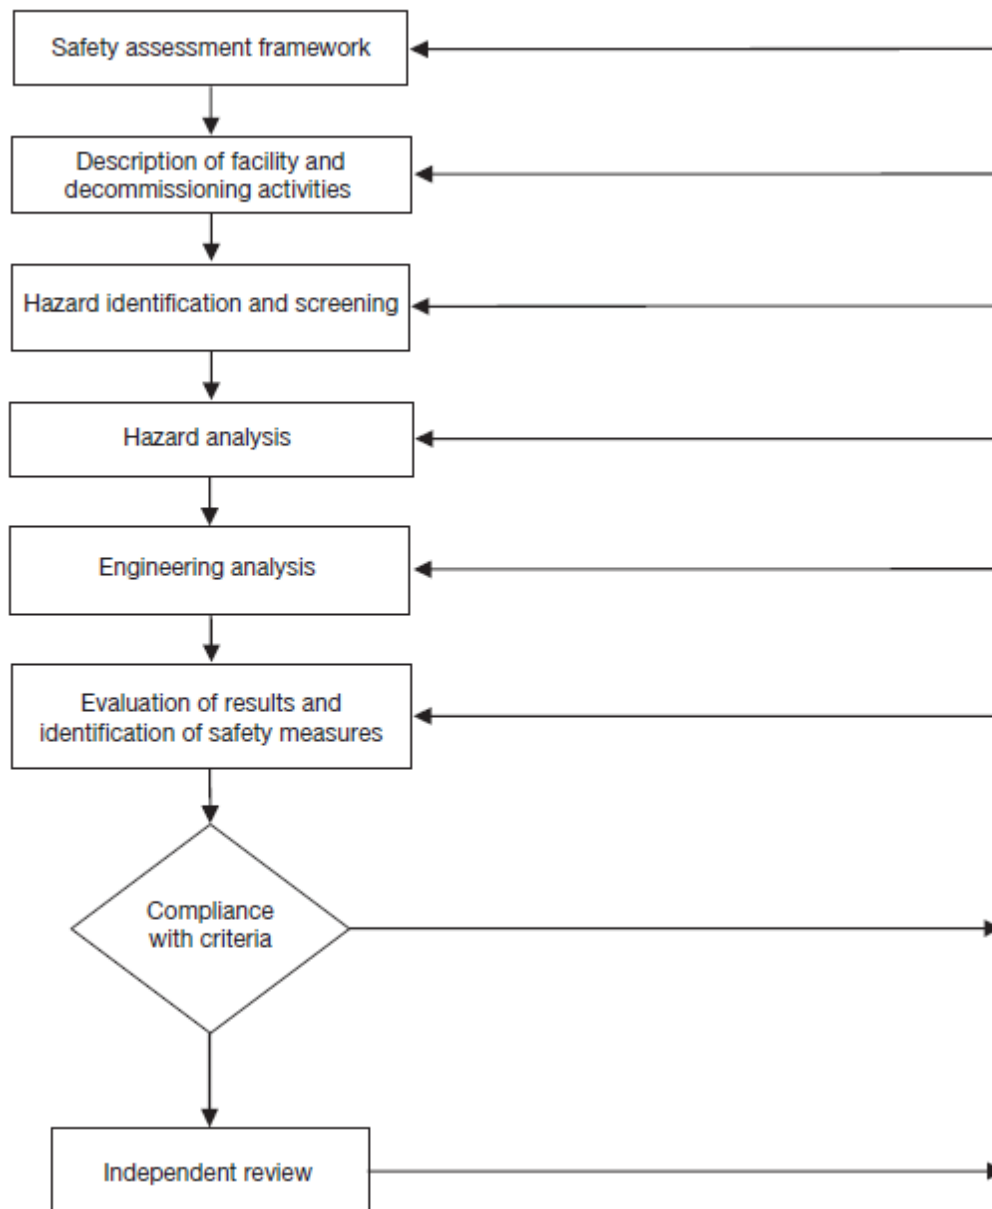 Safety assessment framework
Description of facility and
decommissioning activities
Hazard identification and screening
Hazard analysis
Engineering analysis
Evaluation of results and
identification of safety measures
Compliance
with criteria
Independent review